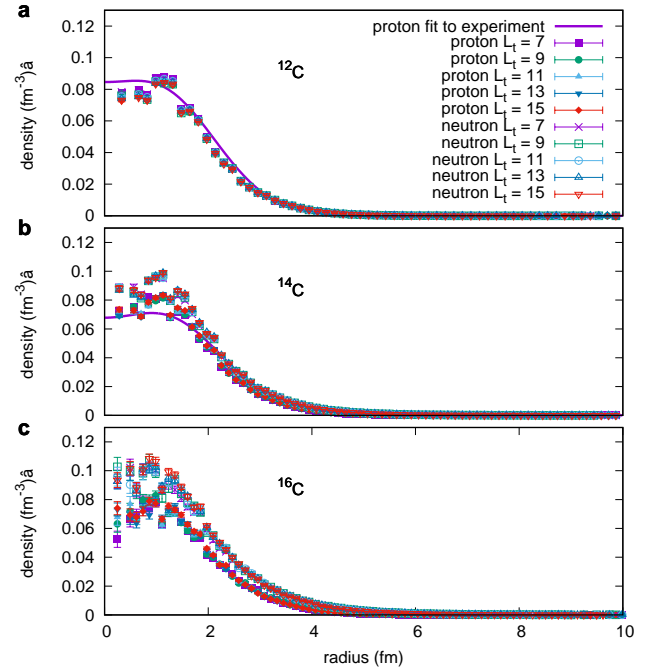 a
0.12
0.1
0.08
0.06
0.04
0.02
0
density (fm⁻³)â
¹²C
proton fit to experiment
proton Lₜ = 7
proton Lₜ = 9
proton Lₜ = 11
proton Lₜ = 13
proton Lₜ = 15
neutron Lₜ = 7
neutron Lₜ = 9
neutron Lₜ = 11
neutron Lₜ = 13
neutron Lₜ = 15
b
0.12
0.1
0.08
0.06
0.04
0.02
0
density (fm⁻³)â
¹⁴C
c
0.12
0.1
0.08
0.06
0.04
0.02
0
density (fm⁻³)â
¹⁶C
0 2 4 6 8 10
radius (fm)